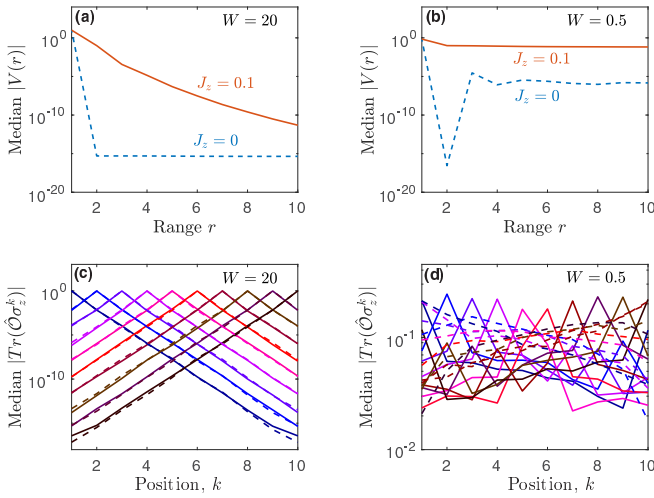 (a) W = 20
Median |V(r)|
10^0
10^-10
10^-20
J_z = 0.1
J_z = 0
2 4 6 8 10
Range r
(b) W = 0.5
Median |V(r)|
10^0
10^-10
10^-20
J_z = 0.1
J_z = 0
2 4 6 8 10
Range r
(c) W = 20
Median |Tr(Ôσ_z^k)|
10^0
10^-10
2 4 6 8 10
Position, k
(d) W = 0.5
Median |Tr(Ôσ_z^k)|
10^-1
10^-2
2 4 6 8 10
Position, k